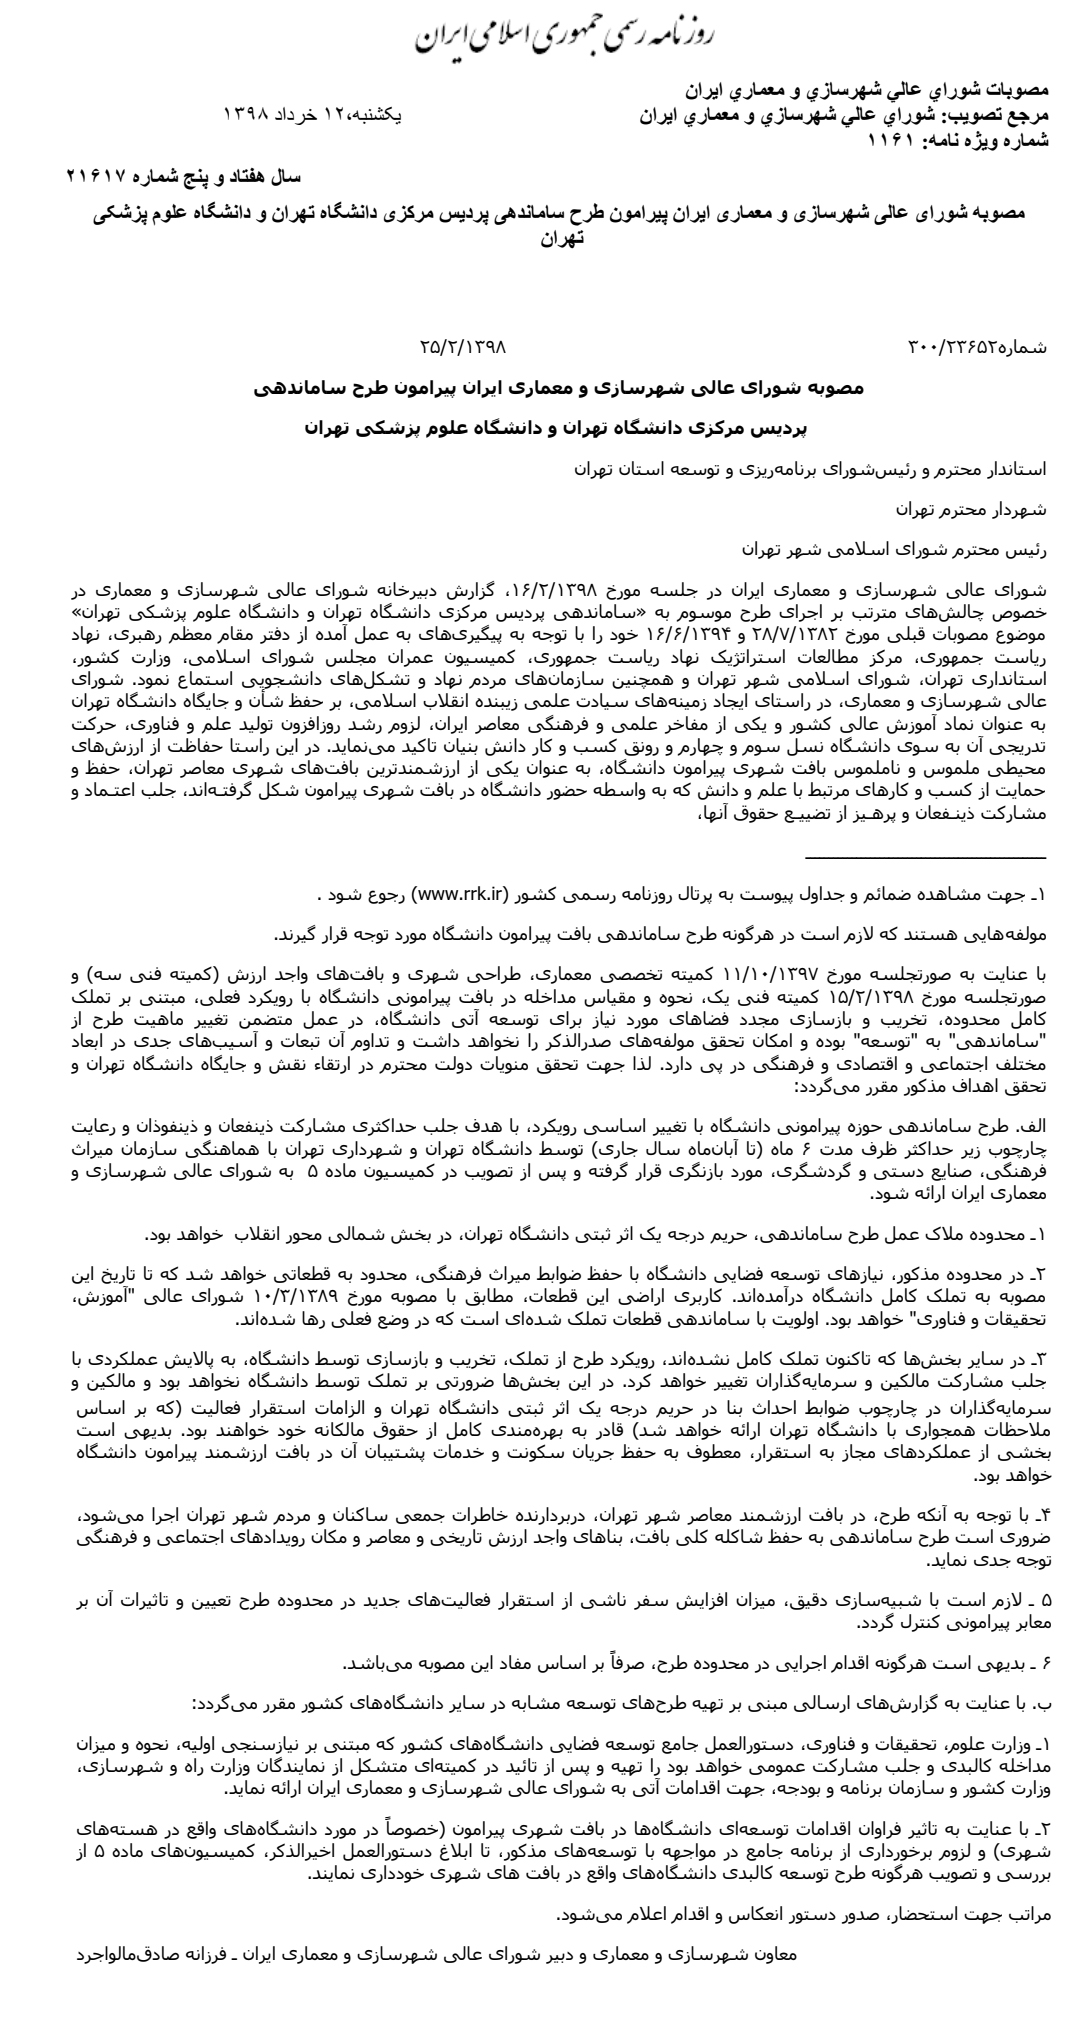 روزنامه رسمی جمهوری اسلامی ایران
مصوبات شوراي عالي شهرسازي و معماري ایران
مرجع تصویب: شوراي عالي شهرسازي و معماري ایران
یکشنبه،۱۲ خرداد ۱۳۹۸
شماره ویژه نامه: ۱۱۶۱
سال هفتاد و پنج شماره ۲۱۶۱۷
مصوبه شورای عالی شهرسازی و معماری ایران پیرامون طرح ساماندهی پردیس مرکزی دانشگاه تهران و دانشگاه علوم پزشکی
تهران
شماره۳۰۰/۲۳۶۵۲
۲۵/۲/۱۳۹۸
مصوبه شورای عالی شهرسازی و معماری ایران پیرامون طرح ساماندهی
پردیس مرکزی دانشگاه تهران و دانشگاه علوم پزشکی تهران
استاندار محترم و رئیس‌شورای برنامه‌ریزی و توسعه استان تهران
شهردار محترم تهران
رئیس محترم شورای اسلامی شهر تهران
شورای عالی شهرسازی و معماری ایران در جلسه مورخ ۱۶/۲/۱۳۹۸، گزارش دبیرخانه شورای عالی شهرسازی و معماری در
خصوص چالش‌های مترتب بر اجرای طرح موسوم به «ساماندهی پردیس مرکزی دانشگاه تهران و دانشگاه علوم پزشکی تهران»
موضوع مصوبات قبلی مورخ ۲۸/۷/۱۳۸۲ و ۱۶/۶/۱۳۹۴ خود را با توجه به پیگیری‌های به عمل آمده از دفتر مقام معظم رهبری، نهاد
ریاست جمهوری، مرکز مطالعات استراتژیک نهاد ریاست جمهوری، کمیسیون عمران مجلس شورای اسلامی، وزارت کشور،
استانداری تهران، شورای اسلامی شهر تهران و همچنین سازمان‌های مردم نهاد و تشکل‌های دانشجویی استماع نمود. شورای
عالی شهرسازی و معماری، در راستای ایجاد زمینه‌های سیادت علمی زیبنده انقلاب اسلامی، بر حفظ شأن و جایگاه دانشگاه تهران
به عنوان نماد آموزش عالی کشور و یکی از مفاخر علمی و فرهنگی معاصر ایران، لزوم رشد روزافزون تولید علم و فناوری، حرکت
تدریجی آن به سوی دانشگاه نسل سوم و چهارم و رونق کسب و کار دانش بنیان تاکید می‌نماید. در این راستا حفاظت از ارزش‌های
محیطی ملموس و ناملموس بافت شهری پیرامون دانشگاه، به عنوان یکی از ارزشمندترین بافت‌های شهری معاصر تهران، حفظ و
حمایت از کسب و کارهای مرتبط با علم و دانش که به واسطه حضور دانشگاه در بافت شهری پیرامون شکل گرفته‌اند، جلب اعتماد و
مشارکت ذینفعان و پرهیز از تضییع حقوق آنها،
۱ـ جهت مشاهده ضمائم و جداول پیوست به پرتال روزنامه رسمی کشور (www.rrk.ir) رجوع شود .
مولفه‌هایی هستند که لازم است در هرگونه طرح ساماندهی بافت پیرامون دانشگاه مورد توجه قرار گیرند.
با عنایت به صورتجلسه مورخ ۱۱/۱۰/۱۳۹۷ کمیته تخصصی معماری، طراحی شهری و بافت‌های واجد ارزش (کمیته فنی سه) و
صورتجلسه مورخ ۱۵/۲/۱۳۹۸ کمیته فنی یک، نحوه و مقیاس مداخله در بافت پیرامونی دانشگاه با رویکرد فعلی، مبتنی بر تملک
کامل محدوده، تخریب و بازسازی مجدد فضاهای مورد نیاز برای توسعه آتی دانشگاه، در عمل متضمن تغییر ماهیت طرح از
"ساماندهی" به "توسعه" بوده و امکان تحقق مولفه‌های صدرالذکر را نخواهد داشت و تداوم آن تبعات و آسیب‌های جدی در ابعاد
مختلف اجتماعی و اقتصادی و فرهنگی در پی دارد. لذا جهت تحقق منویات دولت محترم در ارتقاء نقش و جایگاه دانشگاه تهران و
تحقق اهداف مذکور مقرر می‌گردد:
الف. طرح ساماندهی حوزه پیرامونی دانشگاه با تغییر اساسی رویکرد، با هدف جلب حداکثری مشارکت ذینفعان و ذینفوذان و رعایت
چارچوب زیر حداکثر ظرف مدت ۶ ماه (تا آبان‌ماه سال جاری) توسط دانشگاه تهران و شهرداری تهران با هماهنگی سازمان میراث
فرهنگی، صنایع دستی و گردشگری، مورد بازنگری قرار گرفته و پس از تصویب در کمیسیون ماده ۵ به شورای عالی شهرسازی و
معماری ایران ارائه شود.
۱ـ محدوده ملاک عمل طرح ساماندهی، حریم درجه یک اثر ثبتی دانشگاه تهران، در بخش شمالی محور انقلاب خواهد بود.
۲ـ در محدوده مذکور، نیازهای توسعه فضایی دانشگاه با حفظ ضوابط میراث فرهنگی، محدود به قطعاتی خواهد شد که تا تاریخ این
مصوبه به تملک کامل دانشگاه درآمده‌اند. کاربری اراضی این قطعات، مطابق با مصوبه مورخ ۱۰/۳/۱۳۸۹ شورای عالی "آموزش،
تحقیقات و فناوری" خواهد بود. اولویت با ساماندهی قطعات تملک شده‌ای است که در وضع فعلی رها شده‌اند.
۳ـ در سایر بخش‌ها که تاکنون تملک کامل نشده‌اند، رویکرد طرح از تملک، تخریب و بازسازی توسط دانشگاه، به پالایش عملکردی با
جلب مشارکت مالکین و سرمایه‌گذاران تغییر خواهد کرد. در این بخش‌ها ضرورتی بر تملک توسط دانشگاه نخواهد بود و مالکین و
سرمایه‌گذاران در چارچوب ضوابط احداث بنا در حریم درجه یک اثر ثبتی دانشگاه تهران و الزامات استقرار فعالیت (که بر اساس
ملاحظات همجواری با دانشگاه تهران ارائه خواهد شد) قادر به بهره‌مندی کامل از حقوق مالکانه خود خواهند بود. بدیهی است
بخشی از عملکردهای مجاز به استقرار، معطوف به حفظ جریان سکونت و خدمات پشتیبان آن در بافت ارزشمند پیرامون دانشگاه
خواهد بود.
۴ـ با توجه به آنکه طرح، در بافت ارزشمند معاصر شهر تهران، دربردارنده خاطرات جمعی ساکنان و مردم شهر تهران اجرا می‌شود،
ضروری است طرح ساماندهی به حفظ شاکله کلی بافت، بناهای واجد ارزش تاریخی و معاصر و مکان رویدادهای اجتماعی و فرهنگی
توجه جدی نماید.
۵ ـ لازم است با شبیه‌سازی دقیق، میزان افزایش سفر ناشی از استقرار فعالیت‌های جدید در محدوده طرح تعیین و تاثیرات آن بر
معابر پیرامونی کنترل گردد.
۶ ـ بدیهی است هرگونه اقدام اجرایی در محدوده طرح، صرفاً بر اساس مفاد این مصوبه می‌باشد.
ب. با عنایت به گزارش‌های ارسالی مبنی بر تهیه طرح‌های توسعه مشابه در سایر دانشگاه‌های کشور مقرر می‌گردد:
۱ـ وزارت علوم، تحقیقات و فناوری، دستورالعمل جامع توسعه فضایی دانشگاه‌های کشور که مبتنی بر نیازسنجی اولیه، نحوه و میزان
مداخله کالبدی و جلب مشارکت عمومی خواهد بود را تهیه و پس از تائید در کمیته‌ای متشکل از نمایندگان وزارت راه و شهرسازی،
وزارت کشور و سازمان برنامه و بودجه، جهت اقدامات آتی به شورای عالی شهرسازی و معماری ایران ارائه نماید.
۲ـ با عنایت به تاثیر فراوان اقدامات توسعه‌ای دانشگاه‌ها در بافت شهری پیرامون (خصوصاً در مورد دانشگاه‌های واقع در هسته‌های
شهری) و لزوم برخورداری از برنامه جامع در مواجهه با توسعه‌های مذکور، تا ابلاغ دستورالعمل اخیرالذکر، کمیسیون‌های ماده ۵ از
بررسی و تصویب هرگونه طرح توسعه کالبدی دانشگاه‌های واقع در بافت های شهری خودداری نمایند.
مراتب جهت استحضار، صدور دستور انعکاس و اقدام اعلام می‌شود.
معاون شهرسازی و معماری و دبیر شورای عالی شهرسازی و معماری ایران ـ فرزانه صادق‌مالواجرد